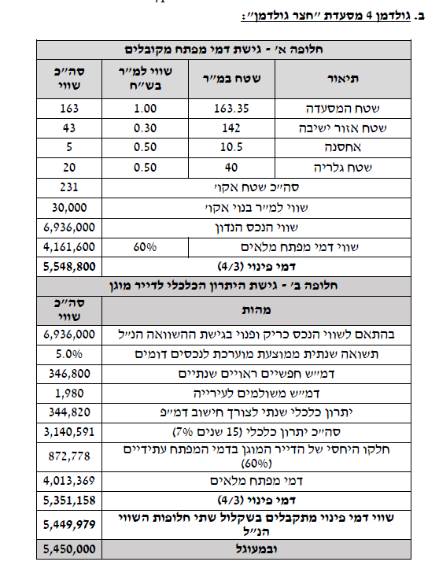 ב. גולדמן 4 מסעדת "חצר גולדמן":
חלופה א' - גישת דמי מפתח מקובלים
תיאור שטח במ"ר שווי למ"ר בש"ח סה"כ שווי
שטח המסעדה 163.35 1.00 163
שטח אזור ישיבה 142 0.30 43
אחסנה 10.5 0.50 5
שטח גלריה 40 0.50 20
סה"כ שטח אקו' 231
שווי למ"ר בנוי אקו' 30,000
שווי הנכס הנדון 6,936,000
שווי דמי מפתח מלאים 60% 4,161,600
דמי פינוי (4/3) 5,548,800
חלופה ב' - גישת היתרון הכלכלי לדייר מוגן
מהות סה"כ שווי
בהתאם לשווי הנכס כריק ופנוי בגישת ההשוואה הנ"ל 6,936,000
תשואה שנתית ממוצעת מוערכת לנכסים דומים 5.0%
דמ"ש חפשיים ראויים שנתיים 346,800
דמ"ש משולמים לעירייה 1,980
יתרון כלכלי שנתי לצורך חישוב דמ"פ 344,820
סה"כ יתרון כלכלי (15 שנים 7%) 3,140,591
חלקו היחסי של הדייר המוגן בדמי המפתח עתידיים
(60%) 872,778
דמי מפתח מלאים 4,013,369
דמי פינוי (4/3) 5,351,158
שווי דמי פינוי מתקבלים בשקלול שתי חלופות השווי
הנ"ל 5,449,979
ובמעוגל 5,450,000